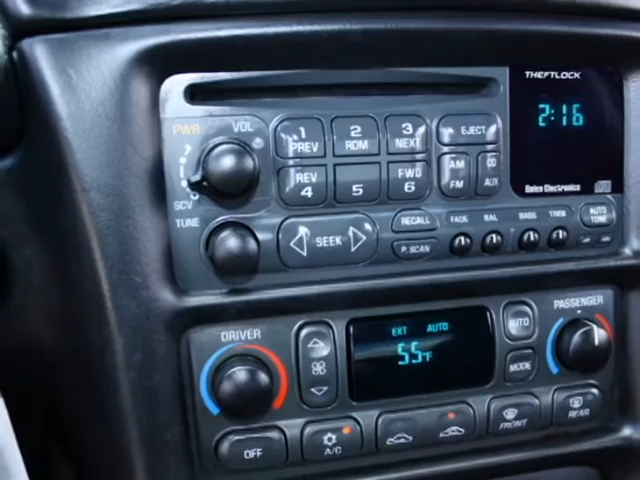 THEFTLOCK
2:16
PWR VOL
1 PREV
2 RDM
3 NEXT
EJECT
REV 4
5
FWD 6
AM FM
CD AUX
Delco Electronics
SCV
TUNE
SEEK
RECALL
P.SCAN
FADE BAL BASS TREB
AUTO TONE
DRIVER
EXT AUTO
55°F
AUTO
MODE
PASSENGER
OFF
A/C
FRONT
REAR